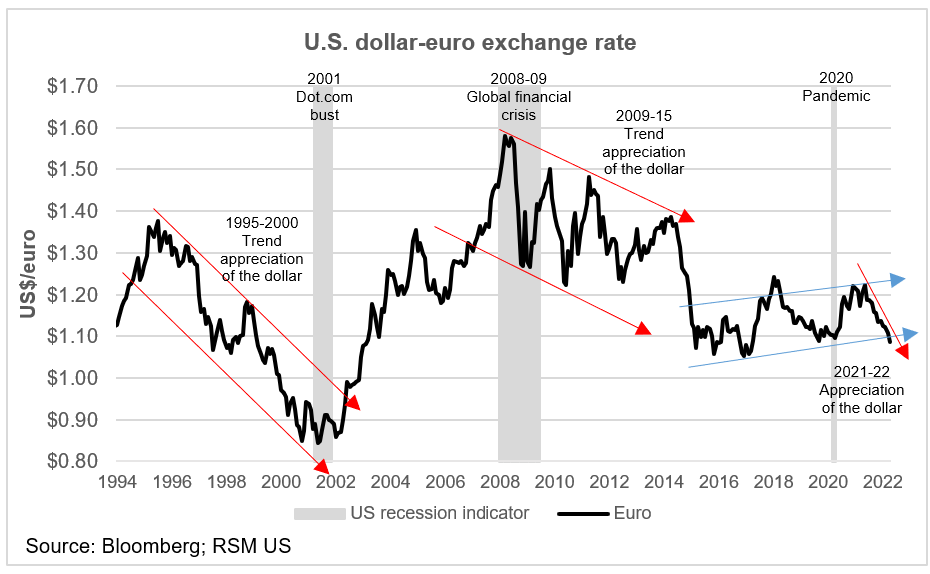 U.S. dollar-euro exchange rate
US$/euro
$1.70
$1.60
$1.50
$1.40
$1.30
$1.20
$1.10
$1.00
$0.90
$0.80
2001
Dot.com
bust
2008-09
Global financial
crisis
2020
Pandemic
2009-15
Trend
appreciation
of the dollar
1995-2000
Trend
appreciation
of the dollar
2021-22
Appreciation
of the dollar
1994 1996 1998 2000 2002 2004 2006 2008 2010 2012 2014 2016 2018 2020 2022
US recession indicator Euro
Source: Bloomberg; RSM US